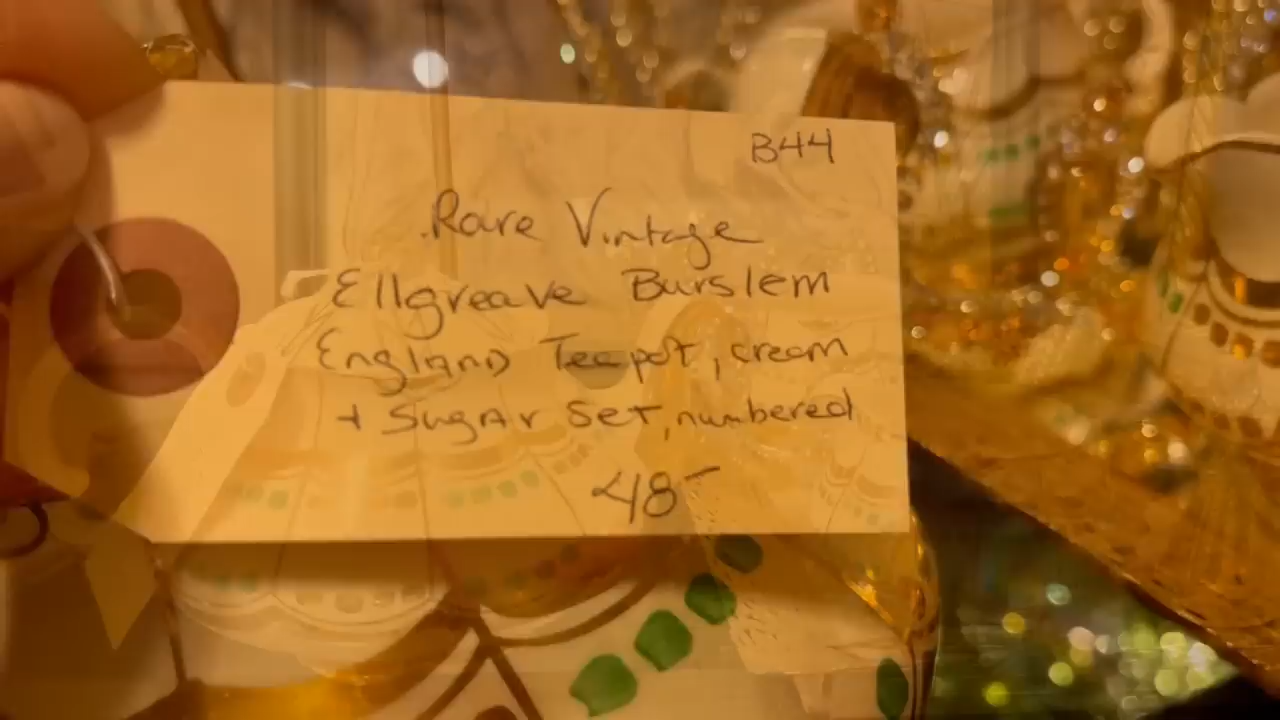 B44
Rare Vintage
Ellgreave Burslem
England Teapot, cream
+ Sugar Set, numbered
48-